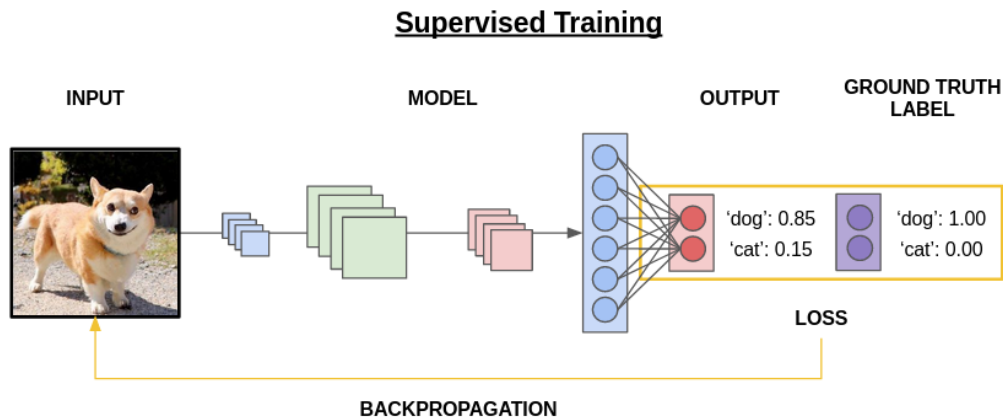 Supervised Training
INPUT
MODEL
OUTPUT
GROUND TRUTH
LABEL
‘dog’: 0.85
‘dog’: 1.00
‘cat’: 0.15
‘cat’: 0.00
LOSS
BACKPROPAGATION